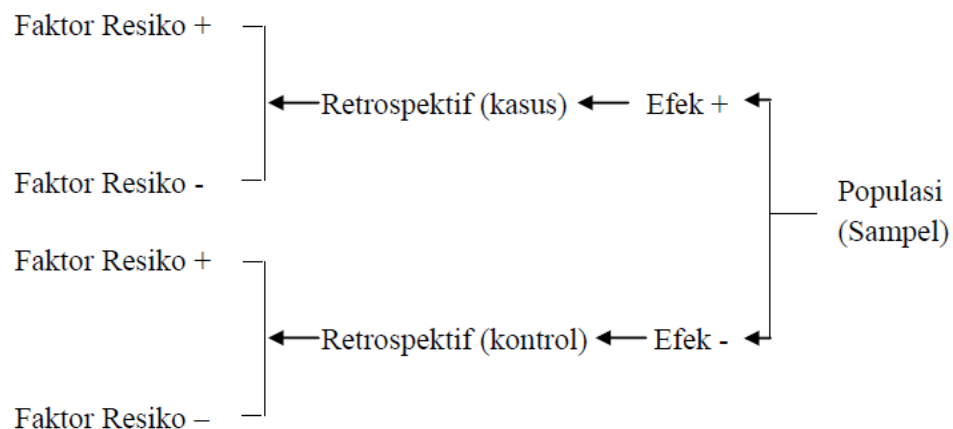 Faktor Resiko +
Retrospektif (kasus)
Efek +
Faktor Resiko -
Populasi
(Sampel)
Faktor Resiko +
Retrospektif (kontrol)
Efek -
Faktor Resiko –